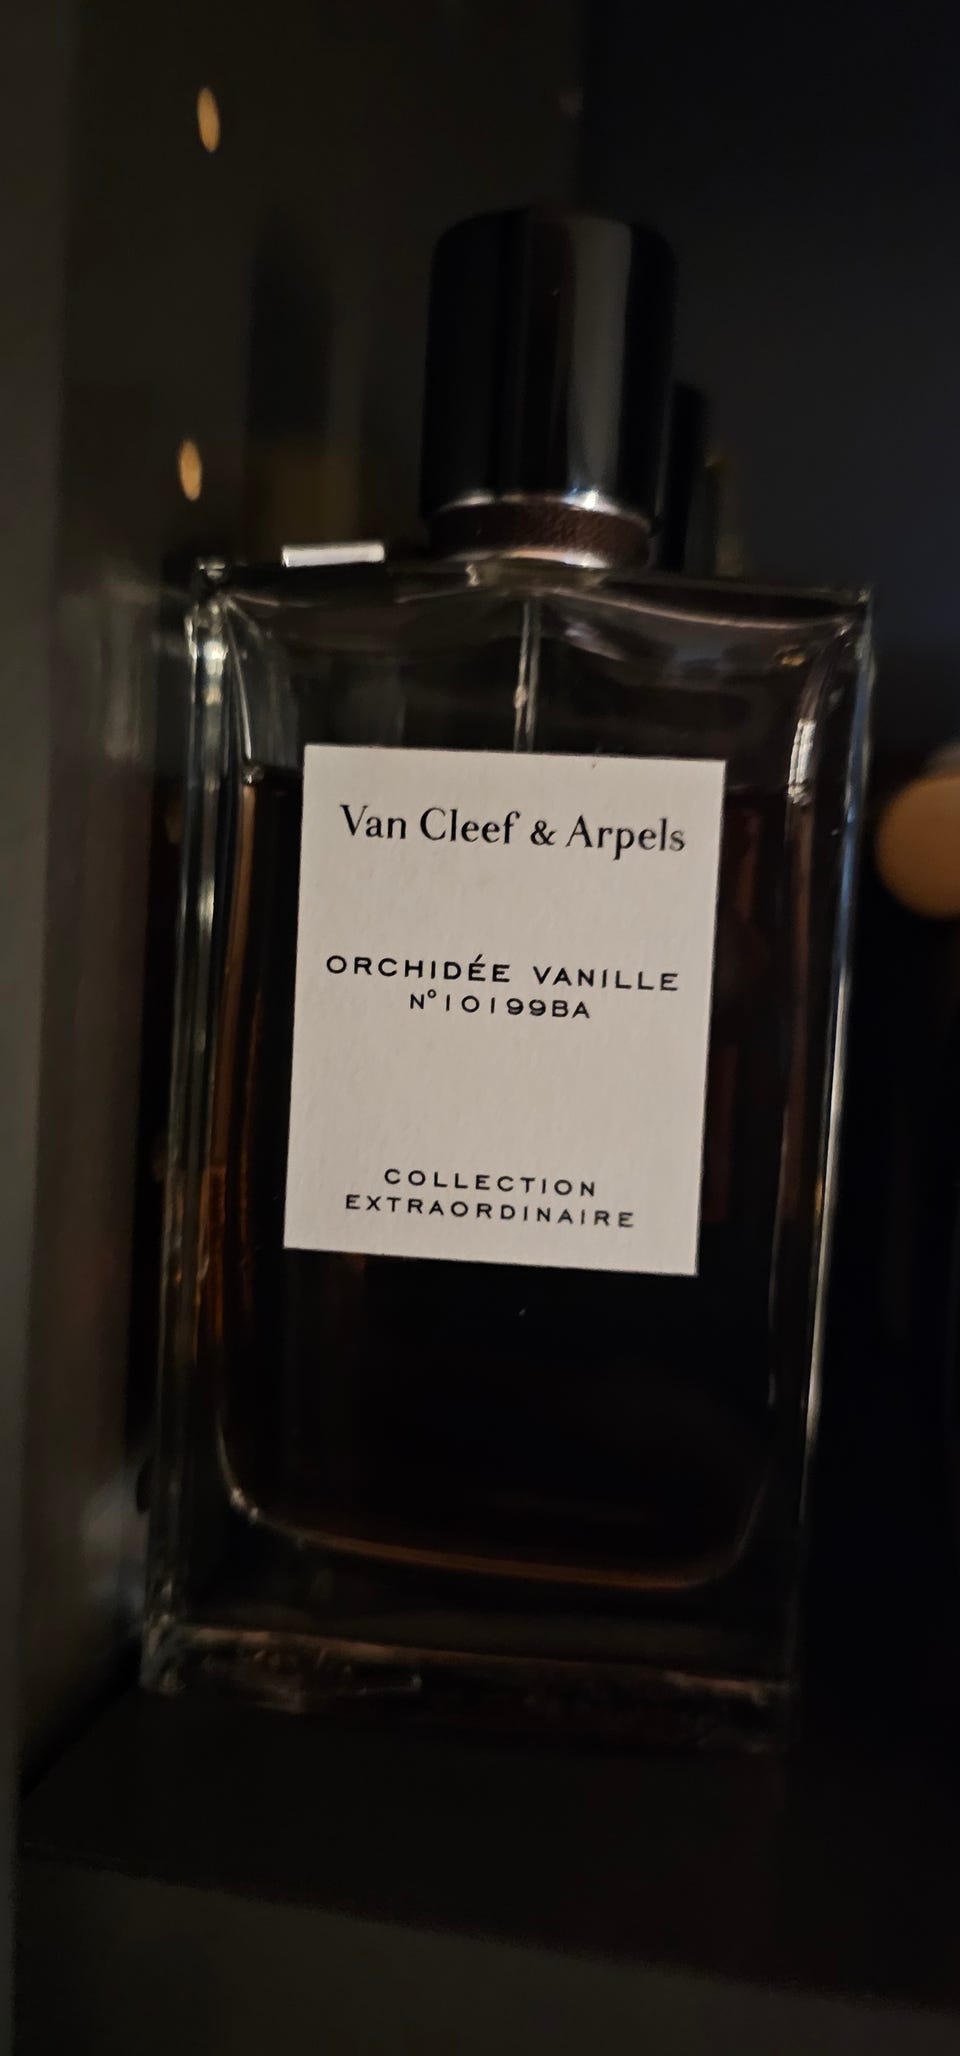 Van Cleef & Arpels
ORCHIDÉE VANILLE
N°10199BA
COLLECTION
EXTRAORDINAIRE